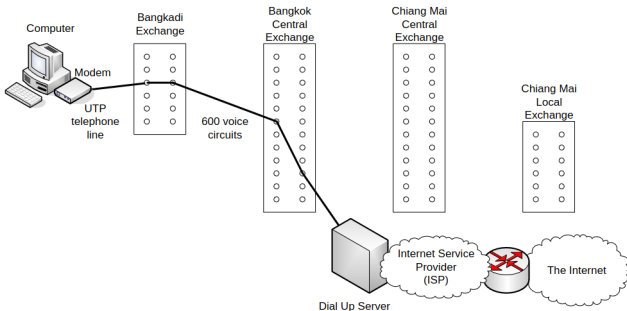 Computer
Modem
UTP
telephone
line
Bangkadi
Exchange
600 voice
circuits
Bangkok
Central
Exchange
Chiang Mai
Central
Exchange
Chiang Mai
Local
Exchange
Dial Up Server
Internet Service
Provider
(ISP)
The Internet